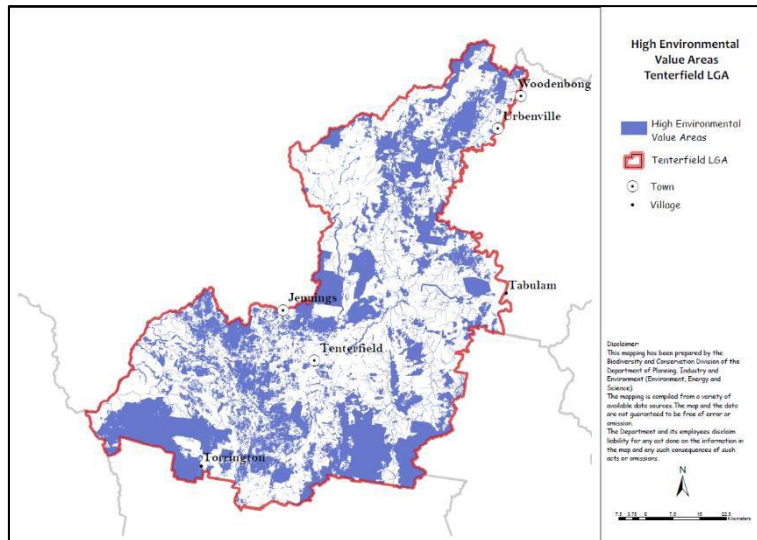 High Environmental
Value Areas
Tenterfield LGA
High Environmental
Value Areas
Tenterfield LGA
Town
Village
Woodenbong
Urbenville
Tabulam
Jennings
Tenterfield
Torrington
Disclaimer:
This mapping has been prepared by the
Biodiversity and Conservation Division of the
Department of Planning, Industry and
Environment (Environment, Energy and
Science).
The mapping is compiled from a variety of
available data sources. The map and the data
are not guaranteed to be free of error or
omission.
The Department and its employees disclaim
liability for any act done on the information in
the map and any such consequences of such
acts or omissions.
N